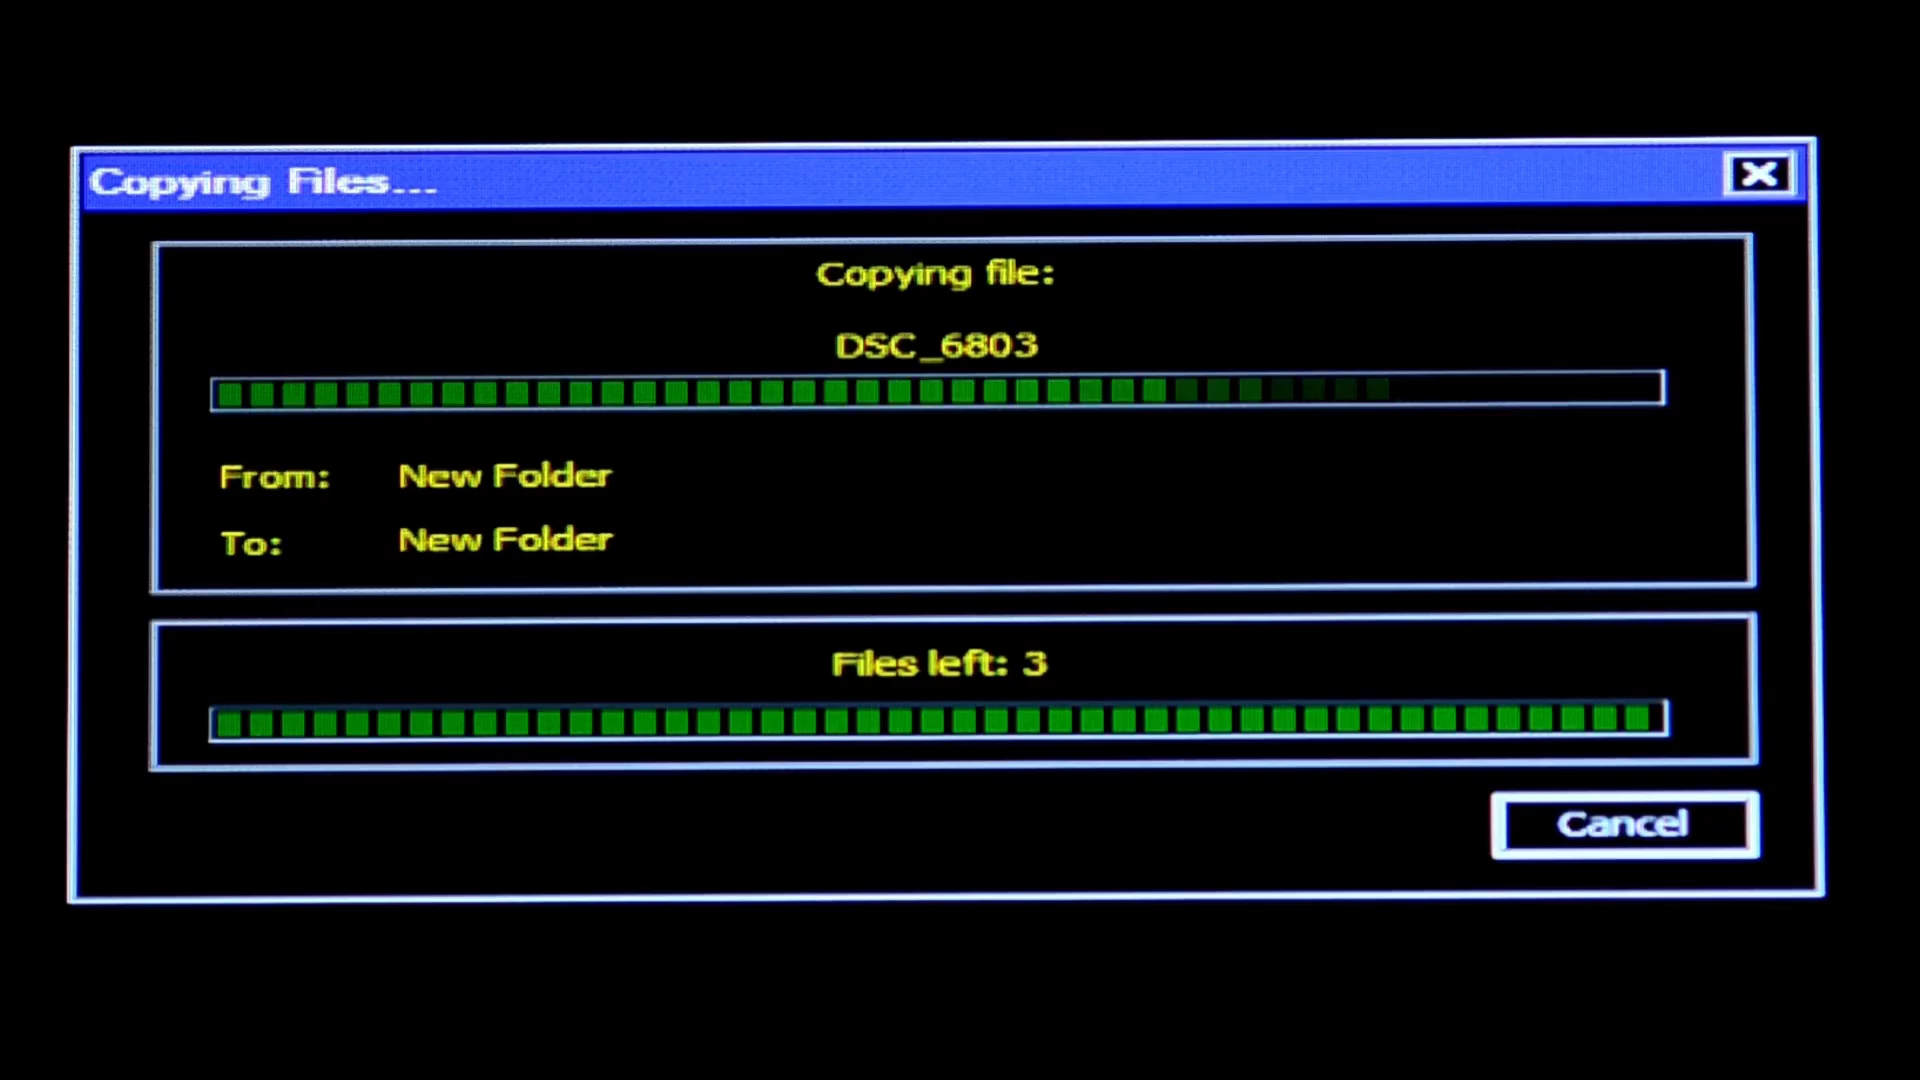 Copying Files...
Copying file:
DSC_6803
From: New Folder
To: New Folder
Files left: 3
Cancel